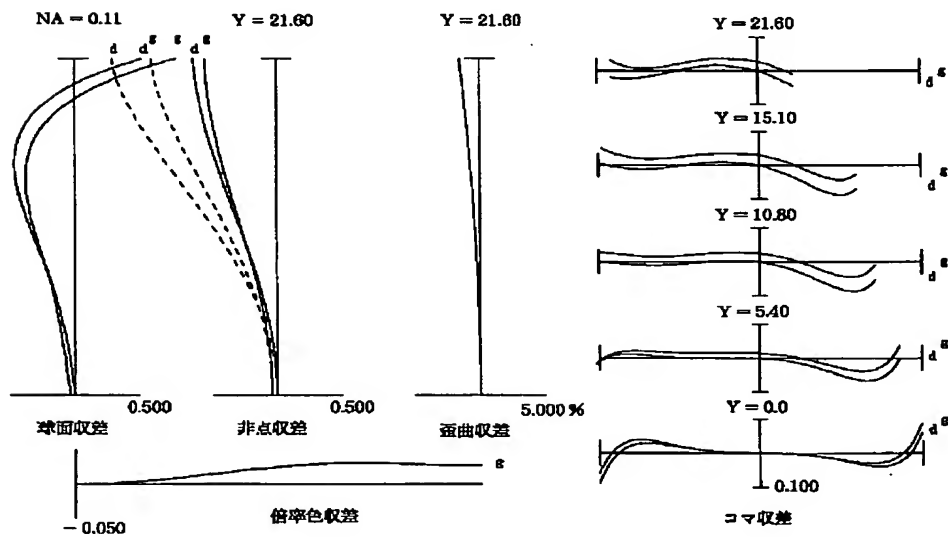 NA = 0.11
Y = 21.60
Y = 21.60
d
g
d
g
d
g
0.500
0.500
5.000 %
球面収差
非点収差
歪曲収差
g
倍率色収差
− 0.050
Y = 21.60
d g
Y = 15.10
d g
Y = 10.80
d g
Y = 5.40
d g
Y = 0.0
d g
0.100
コマ収差